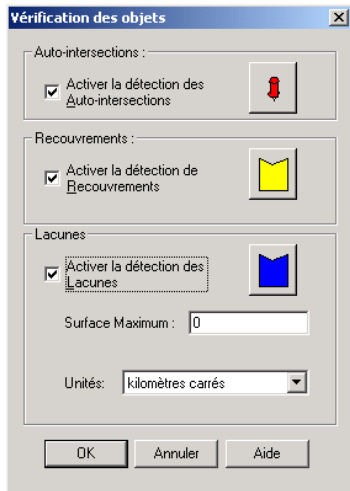 Vérification des objets
Auto-intersections :
Activer la détection des
Auto-intersections
Recouvrements :
Activer la détection de
Recouvrements
Lacunes
Activer la détection des
Lacunes
Surface Maximum : 0
Unités: kilomètres carrés
OK Annuler Aide